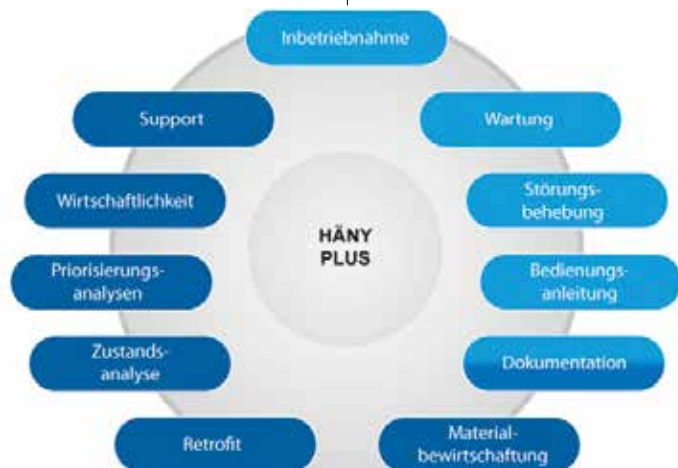 Inbetriebnahme
Support
Wartung
Wirtschaftlichkeit
Störungs-
behebung
HÄNY
PLUS
Priorisierungs-
analysen
Bedienungs-
anleitung
Zustands-
analyse
Dokumentation
Retrofit
Material-
bewirtschaftung